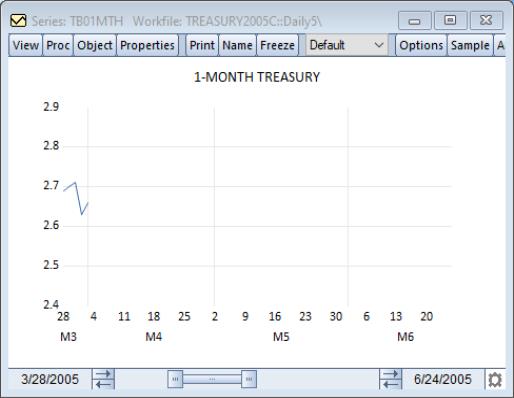 Series: TB01MTH Workfile: TREASURY2005C::Daily5\
View Proc Object Properties Print Name Freeze Default Options Sample A
1-MONTH TREASURY
2.9
2.8
2.7
2.6
2.5
2.4
28 4 11 18 25 2 9 16 23 30 6 13 20
M3 M4 M5 M6
3/28/2005 6/24/2005